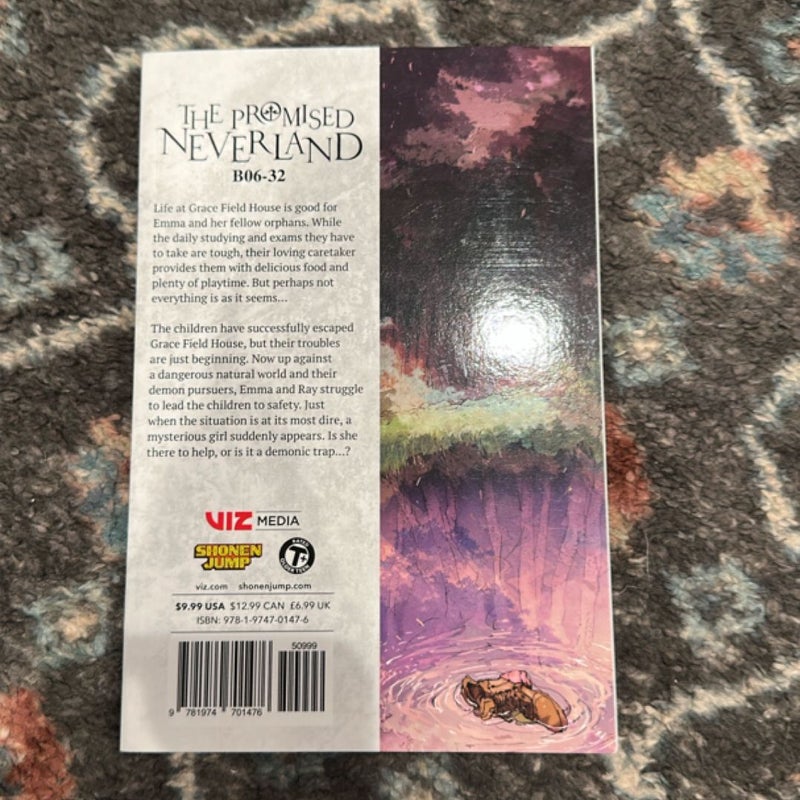 THE PROMISED
NEVERLAND
B06-32
Life at Grace Field House is good for
Emma and her fellow orphans. While
the daily studying and exams they have
to take are tough, their loving caretaker
provides them with delicious food and
plenty of playtime. But perhaps not
everything is as it seems…
The children have successfully escaped
Grace Field House, but their troubles
are just beginning. Now up against
a dangerous natural world and their
demon pursuers, Emma and Ray struggle
to lead the children to safety. Just
when the situation is at its most dire, a
mysterious girl suddenly appears. Is she
there to help, or is it a demonic trap…?
VIZ MEDIA
SHONEN
JUMP
RATED
T+
OLDER TEEN
viz.com shonenjump.com
$9.99 USA $12.99 CAN £6.99 UK
ISBN: 978-1-9747-0147-6
50999
9 781974 701476